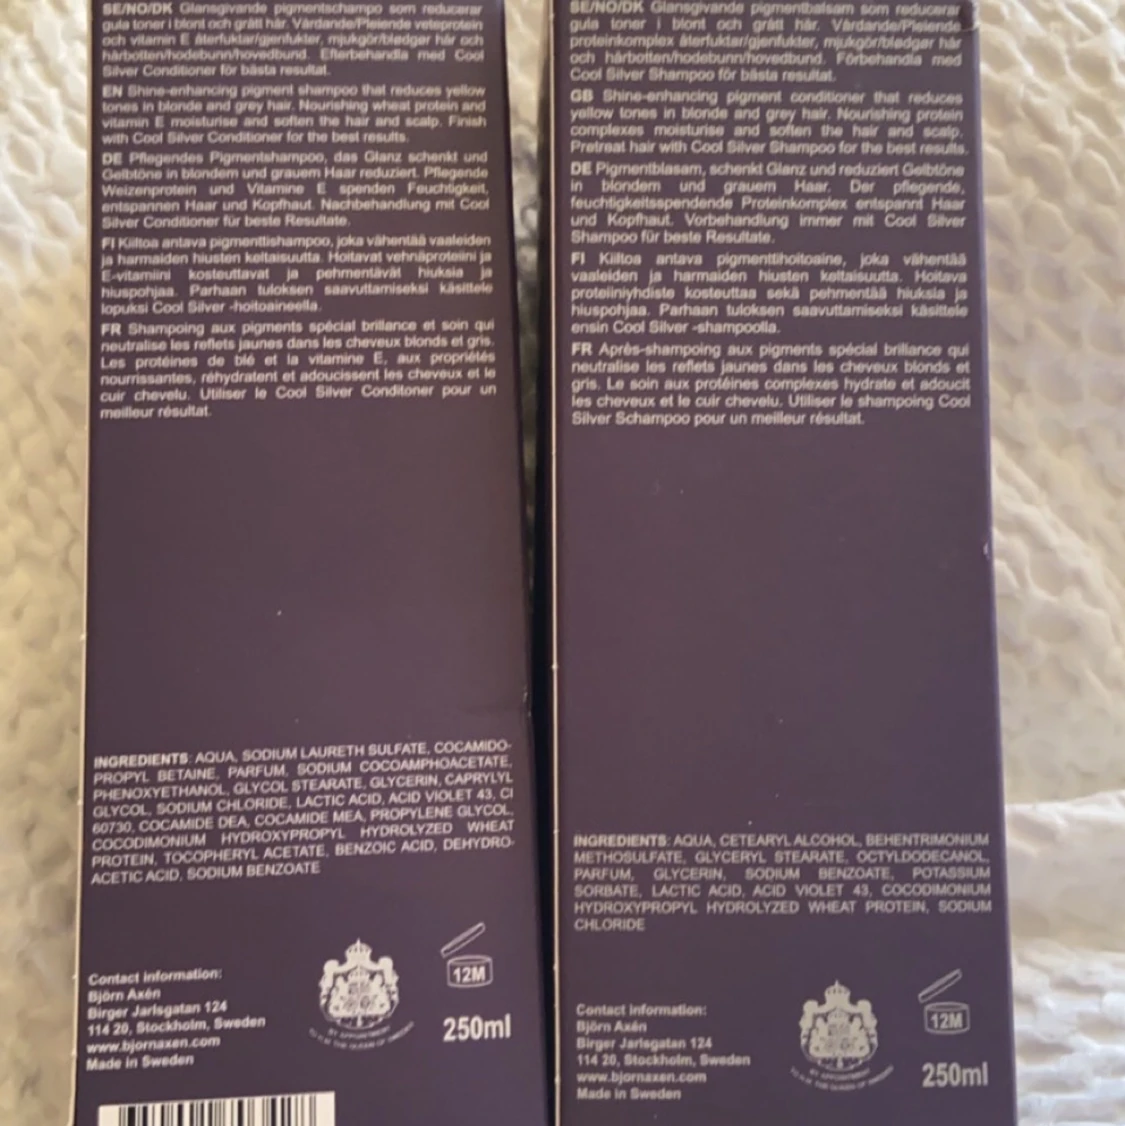 SE/NO/DK Glansgivande pigmentschampo som reducerar
gula toner i blont och grått hår. Vårdande/Pleiende veteprotein
och vitamin E återfuktar/gjenfukter, mjukgör/blødgør hår och
hårbotten/hodebunn/hovedbund. Efterbehandla med Cool
Silver Conditioner för bästa resultat.
EN Shine-enhancing pigment shampoo that reduces yellow
tones in blonde and grey hair. Nourishing wheat protein and
vitamin E moisturise and soften the hair and scalp. Finish
with Cool Silver Conditioner for the best results.
DE Pflegendes Pigmentshampoo, das Glanz schenkt und
Gelbtöne in blondem und grauem Haar reduziert. Pflegende
Weizenprotein und Vitamine E spenden Feuchtigkeit,
entspannen Haar und Kopfhaut. Nachbehandlung mit Cool
Silver Conditioner für beste Resultate.
FI Kiiltoa antava pigmenttishampoo, joka vähentää vaaleiden
ja harmaiden hiusten keltaisuutta. Hoitavat vehnäproteiini ja
E-vitamiini kosteuttavat ja pehmentävät hiuksia ja
hiuspohjaa. Parhaan tuloksen saavuttamiseksi käsittele
lopuksi Cool Silver -hoitoaineella.
FR Shampoing aux pigments spécial brillance et soin qui
neutralise les reflets jaunes dans les cheveux blonds et gris.
Les protéines de blé et la vitamine E, aux propriétés
nourrissantes, réhydratent et adoucissent les cheveux et le
cuir chevelu. Utiliser le Cool Silver Conditoner pour un
meilleur résultat.
INGREDIENTS: AQUA, SODIUM LAURETH SULFATE, COCAMIDO-
PROPYL BETAINE, PARFUM, SODIUM COCOAMPHOACETATE,
PHENOXYETHANOL, GLYCOL STEARATE, GLYCERIN, CAPRYLYL
GLYCOL, SODIUM CHLORIDE, LACTIC ACID, ACID VIOLET 43, CI
60730, COCAMIDE DEA, COCAMIDE MEA, PROPYLENE GLYCOL,
COCODIMONIUM HYDROXYPROPYL HYDROLYZED WHEAT
PROTEIN, TOCOPHERYL ACETATE, BENZOIC ACID, DEHYDRO-
ACETIC ACID, SODIUM BENZOATE
Contact information:
Björn Axén
Birger Jarlsgatan 124
114 20, Stockholm, Sweden
www.bjornaxen.com
Made in Sweden
BY APPOINTMENT
TO H.M THE QUEEN OF SWEDEN
12M
250ml
SE/NO/DK Glansgivande pigmentbalsam som reducerar
gula toner i blont och grått hår. Vårdande/Pleiende
proteinkomplex återfuktar/gjenfukter, mjukgör/blødgør hår
och hårbotten/hodebunn/hovedbund. Förbehandla med
Cool Silver Shampoo för bästa resultat.
GB Shine-enhancing pigment conditioner that reduces
yellow tones in blonde and grey hair. Nourishing protein
complexes moisturise and soften the hair and scalp.
Pretreat hair with Cool Silver Shampoo for the best results.
DE Pigmentblasam, schenkt Glanz und reduziert Gelbtöne
in blondem und grauem Haar. Der pflegende,
feuchtigkeitsspendende Proteinkomplex entspannt Haar
und Kopfhaut. Vorbehandlung immer mit Cool Silver
Shampoo für beste Resultate.
FI Kiiltoa antava pigmenttihoitoaine, joka vähentää
vaaleiden ja harmaiden hiusten keltaisuutta. Hoitava
proteiiniyhdiste kosteuttaa sekä pehmentää hiuksia ja
hiuspohjaa. Parhaan tuloksen saavuttamiseksi käsittele
ensin Cool Silver -shampoolla.
FR Après-shampoing aux pigments spécial brillance qui
neutralise les reflets jaunes dans les cheveux blonds et
gris. Le soin aux protéines complexes hydrate et adoucit
les cheveux et le cuir chevelu. Utiliser le shampoing Cool
Silver Schampoo pour un meilleur résultat.
INGREDIENTS: AQUA, CETEARYL ALCOHOL, BEHENTRIMONIUM
METHOSULFATE, GLYCERYL STEARATE, OCTYLDODECANOL,
PARFUM, GLYCERIN, SODIUM BENZOATE, POTASSIUM
SORBATE, LACTIC ACID, ACID VIOLET 43, COCODIMONIUM
HYDROXYPROPYL HYDROLYZED WHEAT PROTEIN, SODIUM
CHLORIDE
Contact information:
Björn Axén
Birger Jarlsgatan 124
114 20, Stockholm, Sweden
www.bjornaxen.com
Made in Sweden
BY APPOINTMENT
TO H.M THE QUEEN OF SWEDEN
12M
250ml